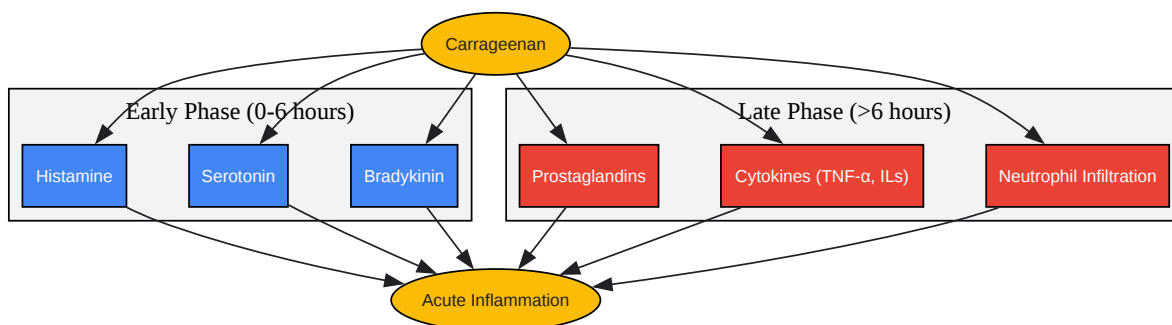 Carrageenan
Early Phase (0-6 hours)
Late Phase (>6 hours)
Histamine
Serotonin
Bradykinin
Prostaglandins
Cytokines (TNF-α, ILs)
Neutrophil Infiltration
Acute Inflammation